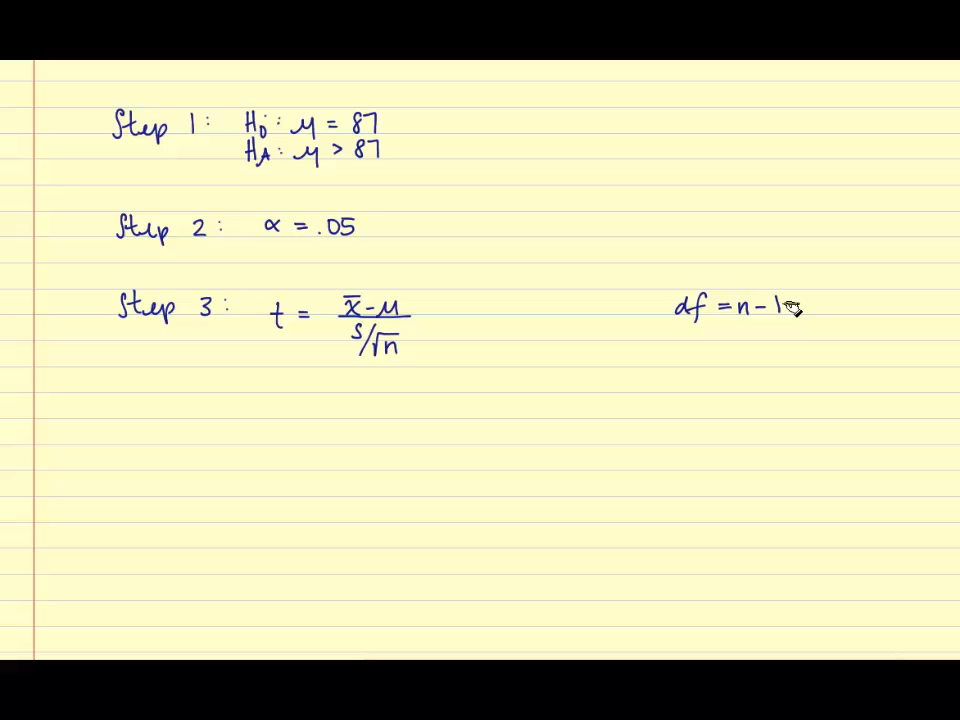 Step 1: H₀: μ = 87
Hₐ: μ > 87
Step 2: α = .05
Step 3: t = (x̄ - μ) / (s/√n) df = n - 1